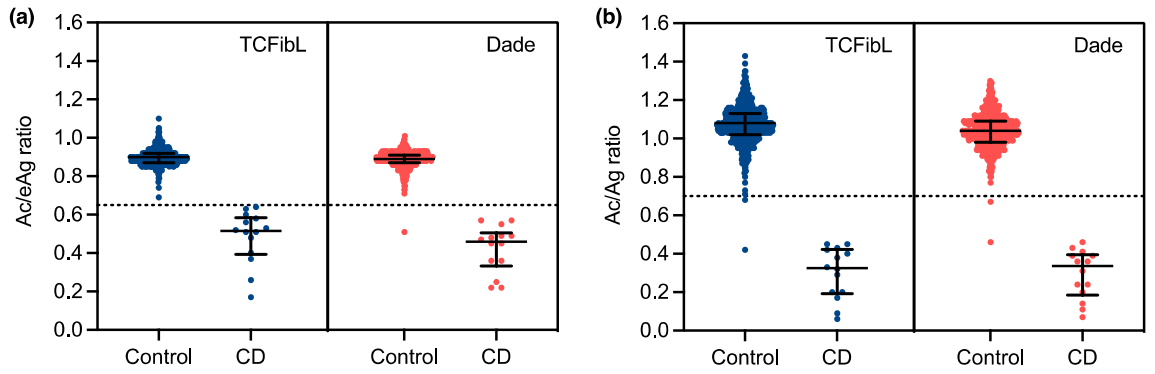 (a)
Ac/eAg ratio
1.6
1.4
1.2
1.0
0.8
0.6
0.4
0.2
0.0
TCFibL
Dade
Control
CD
Control
CD
(b)
Ac/Ag ratio
1.6
1.4
1.2
1.0
0.8
0.6
0.4
0.2
0.0
TCFibL
Dade
Control
CD
Control
CD